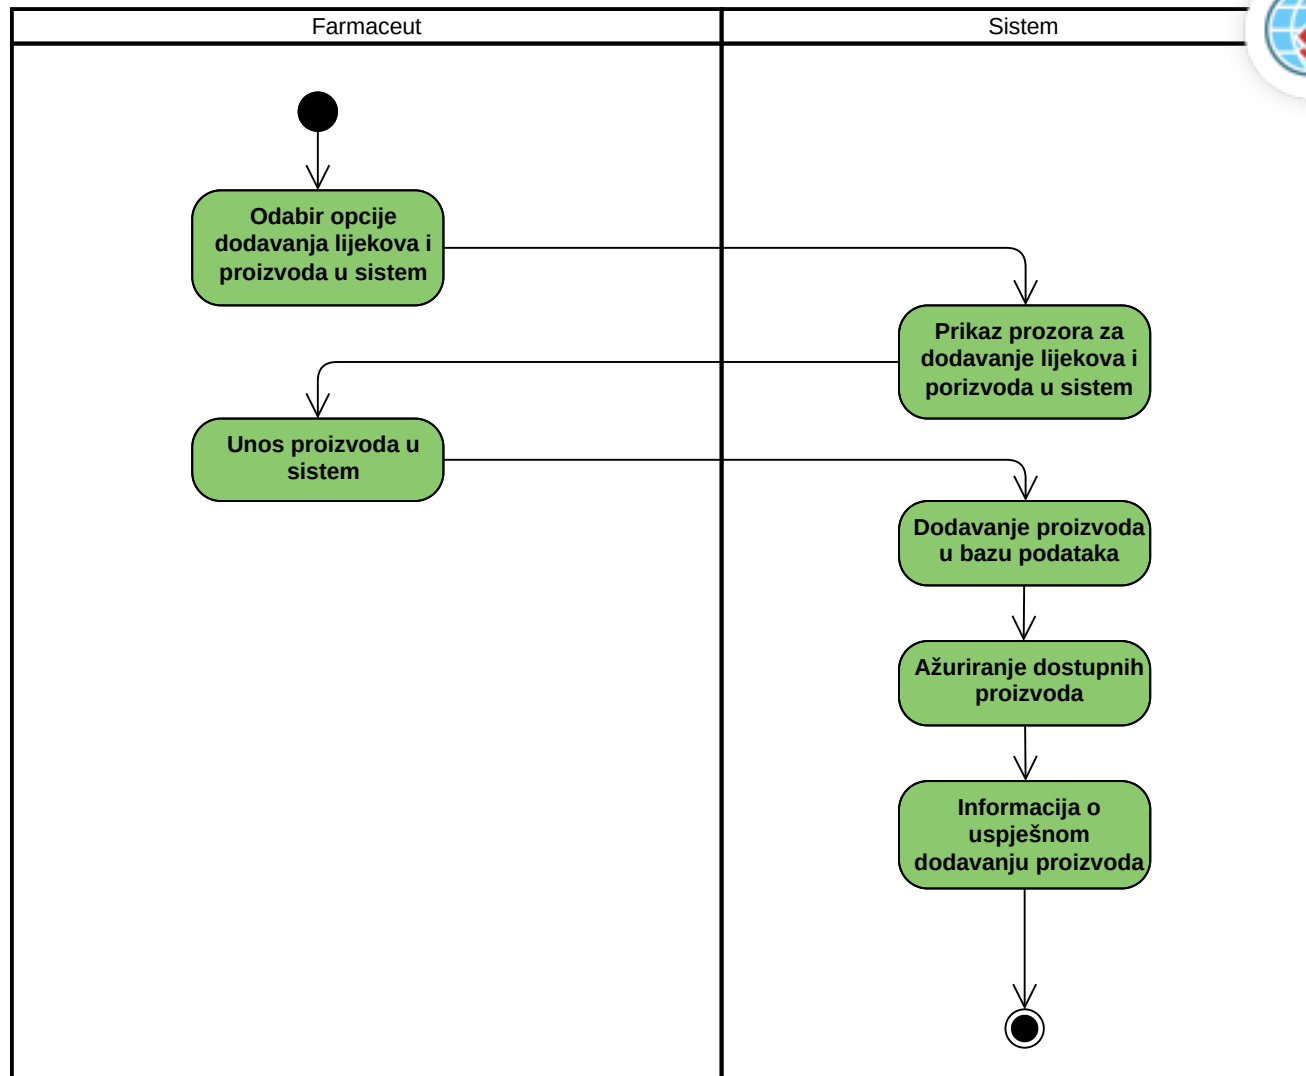 Farmaceut
Sistem
Odabir opcije
dodavanja lijekova i
proizvoda u sistem
Prikaz prozora za
dodavanje lijekova i
porizvoda u sistem
Unos proizvoda u
sistem
Dodavanje proizvoda
u bazu podataka
Ažuriranje dostupnih
proizvoda
Informacija o
uspješnom
dodavanju proizvoda